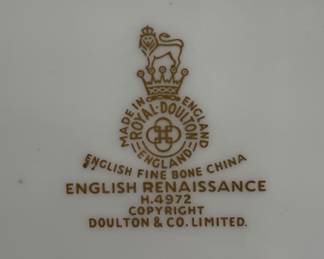 MADE IN ENGLAND
ROYAL·DOULTON
ENGLAND
ENGLISH FINE BONE CHINA
ENGLISH RENAISSANCE
H.4972
COPYRIGHT
DOULTON & CO. LIMITED.